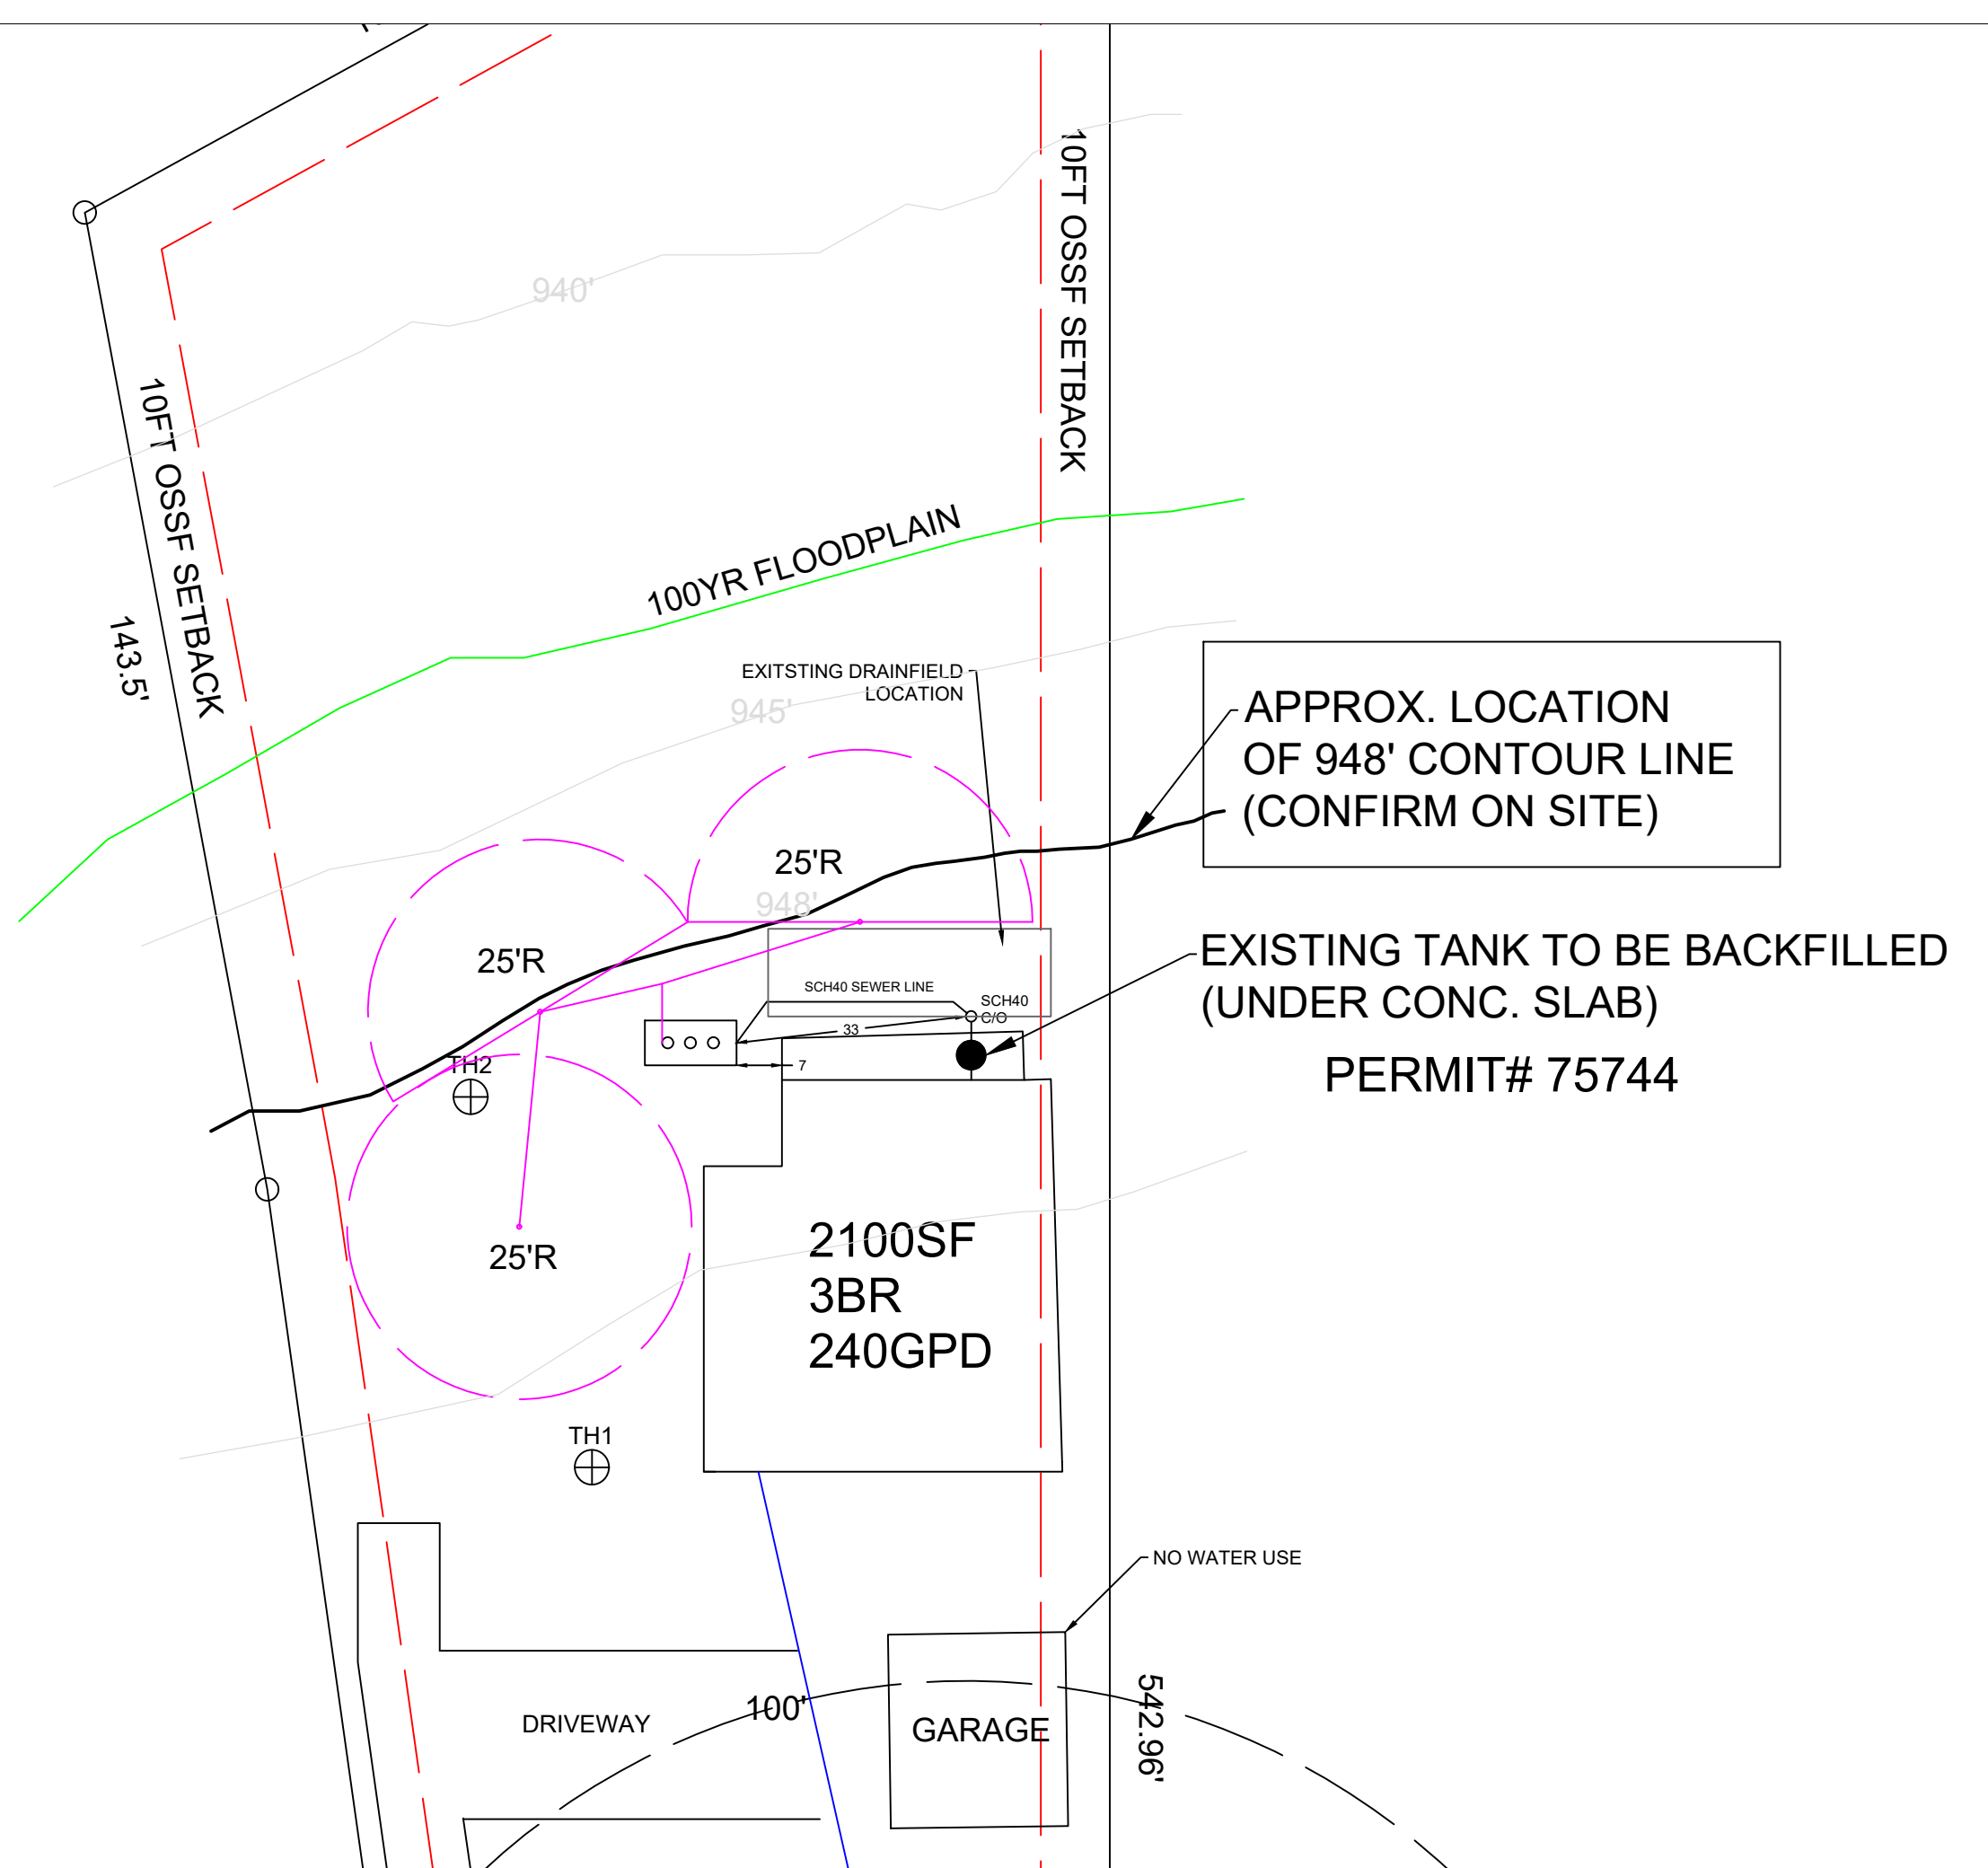 10FT OSSF SETBACK
940'
10FT OSSF SETBACK
143.5'
100YR FLOODPLAIN
EXITSTING DRAINFIELD
LOCATION
945'
APPROX. LOCATION
OF 948' CONTOUR LINE
(CONFIRM ON SITE)
25'R
948'
25'R
EXISTING TANK TO BE BACKFILLED
(UNDER CONC. SLAB)
PERMIT# 75744
SCH40 SEWER LINE
SCH40
C/O
33
7
TH2
25'R
2100SF
3BR
240GPD
TH1
NO WATER USE
100'
DRIVEWAY
GARAGE
542.96'